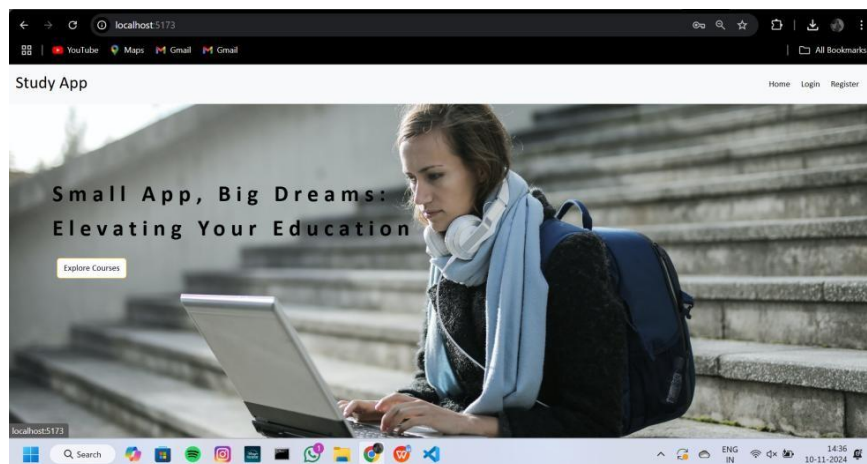 localhost:5173
YouTube Maps Gmail Gmail All Bookmarks
Study App Home Login Register
Small App, Big Dreams:
Elevating Your Education
Explore Courses
localhost:5173
Search ENG 14:36
IN 10-11-2024